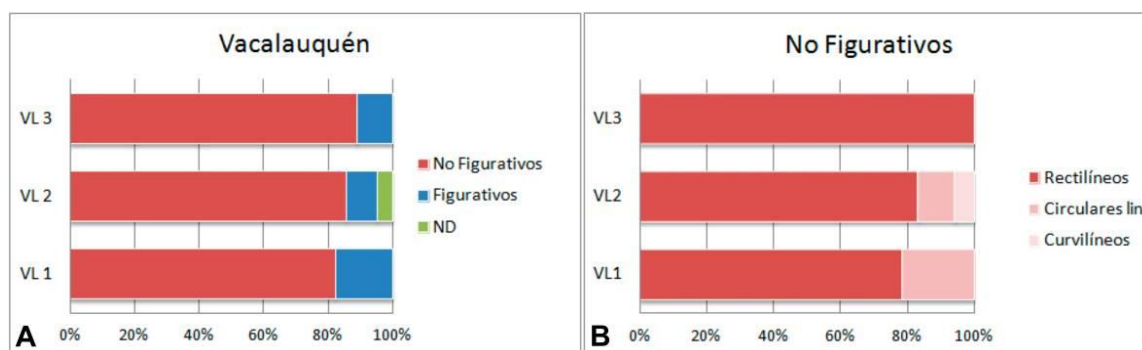 Vacalauquén
VL 3
VL 2
VL 1
0% 20% 40% 60% 80% 100%
No Figurativos
Figurativos
ND
A
No Figurativos
VL3
VL2
VL1
0% 20% 40% 60% 80% 100%
Rectilíneos
Circulares lin
Curvilíneos
B